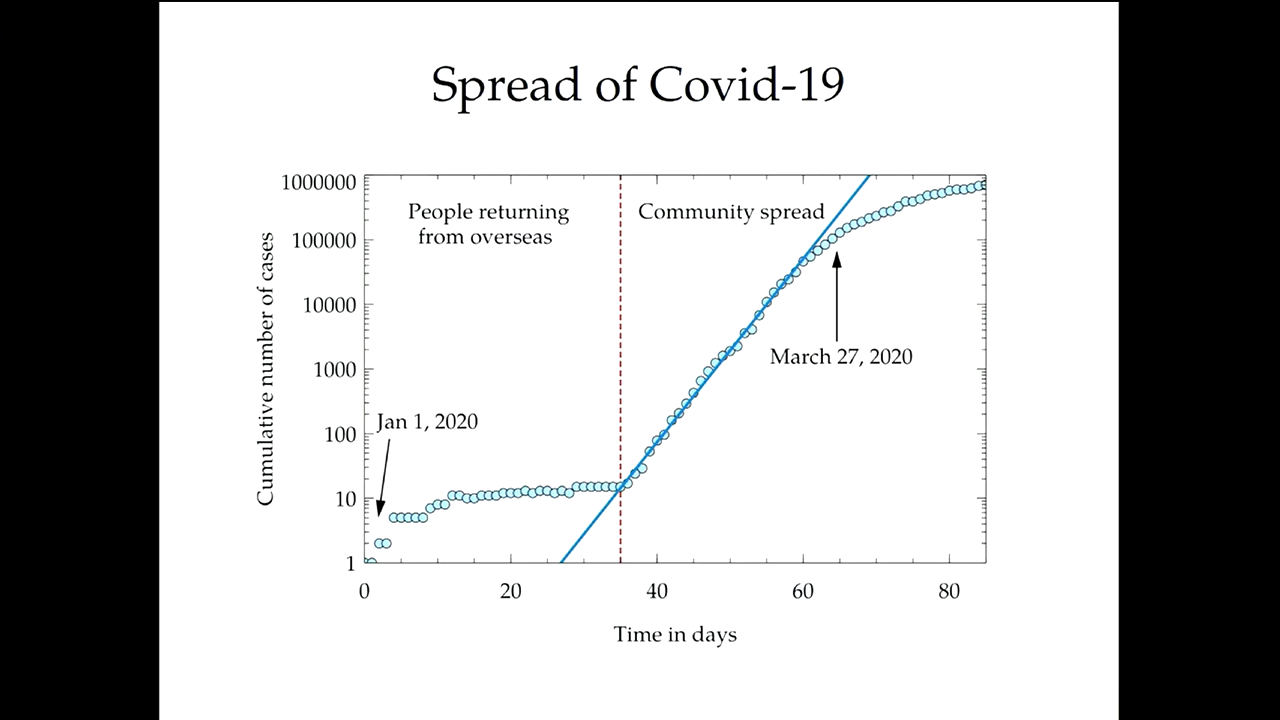 Spread of Covid-19
1000000
100000
10000
1000
100
10
1
Cumulative number of cases
People returning
from overseas
Community spread
March 27, 2020
Jan 1, 2020
0 20 40 60 80
Time in days